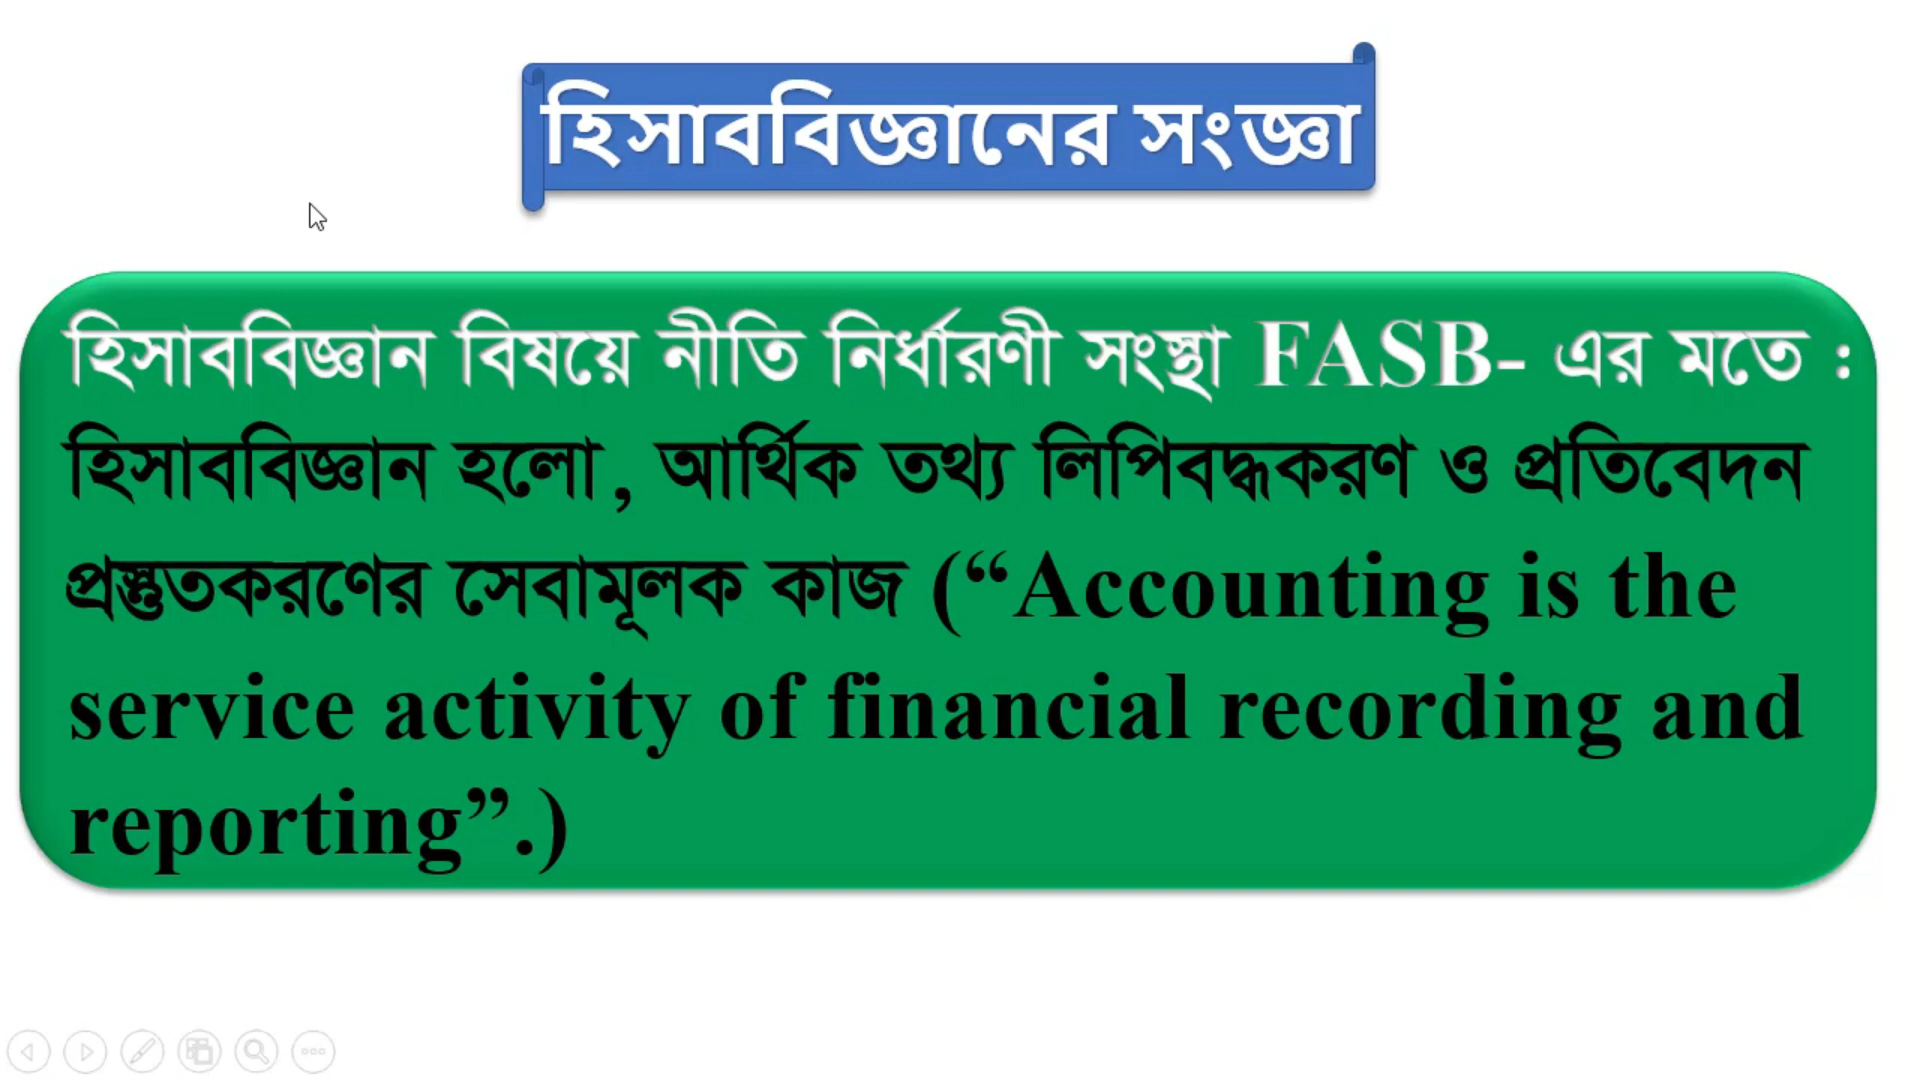 হিসাববিজ্ঞানের সংজ্ঞা
হিসাববিজ্ঞান বিষয়ে নীতি নির্ধারণী সংস্থা FASB- এর মতে :
হিসাববিজ্ঞান হলো, আর্থিক তথ্য লিপিবদ্ধকরণ ও প্রতিবেদন
প্রস্তুতকরণের সেবামূলক কাজ (“Accounting is the
service activity of financial recording and
reporting”.)